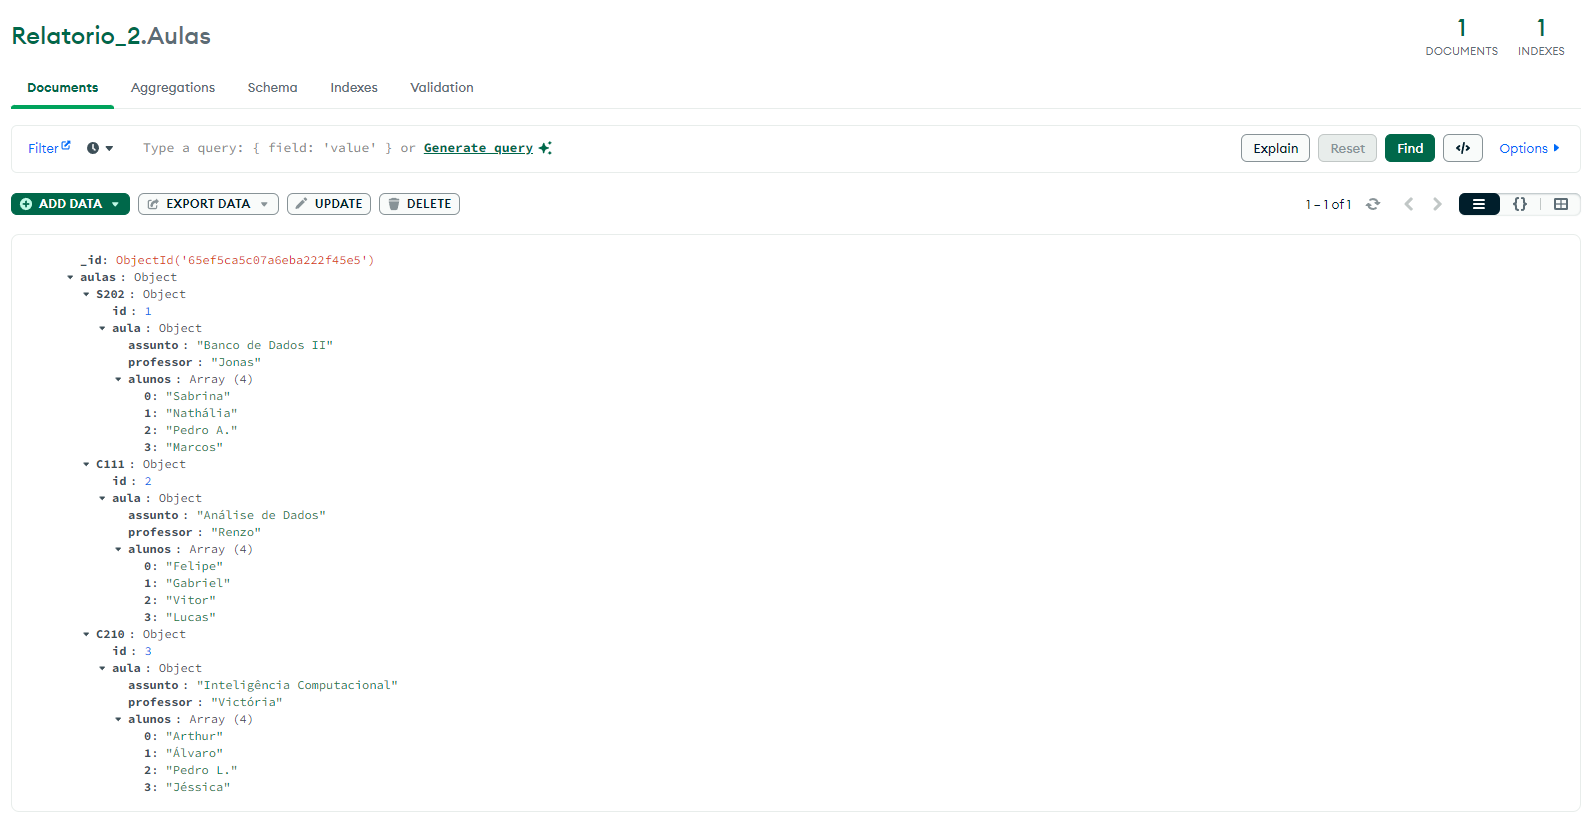 Relatorio_2.Aulas
1 1
DOCUMENTS INDEXES
Documents Aggregations Schema Indexes Validation
Filter Type a query: { field: 'value' } or Generate query Explain Reset Find </> Options
ADD DATA EXPORT DATA UPDATE DELETE 1 – 1 of 1 {}
_id: ObjectId('65ef5ca5c07a6eba222f45e5')
aulas : Object
S202 : Object
id : 1
aula : Object
assunto : "Banco de Dados II"
professor : "Jonas"
alunos : Array (4)
0: "Sabrina"
1: "Nathália"
2: "Pedro A."
3: "Marcos"
C111 : Object
id : 2
aula : Object
assunto : "Análise de Dados"
professor : "Renzo"
alunos : Array (4)
0: "Felipe"
1: "Gabriel"
2: "Vitor"
3: "Lucas"
C210 : Object
id : 3
aula : Object
assunto : "Inteligência Computacional"
professor : "Victória"
alunos : Array (4)
0: "Arthur"
1: "Álvaro"
2: "Pedro L."
3: "Jéssica"